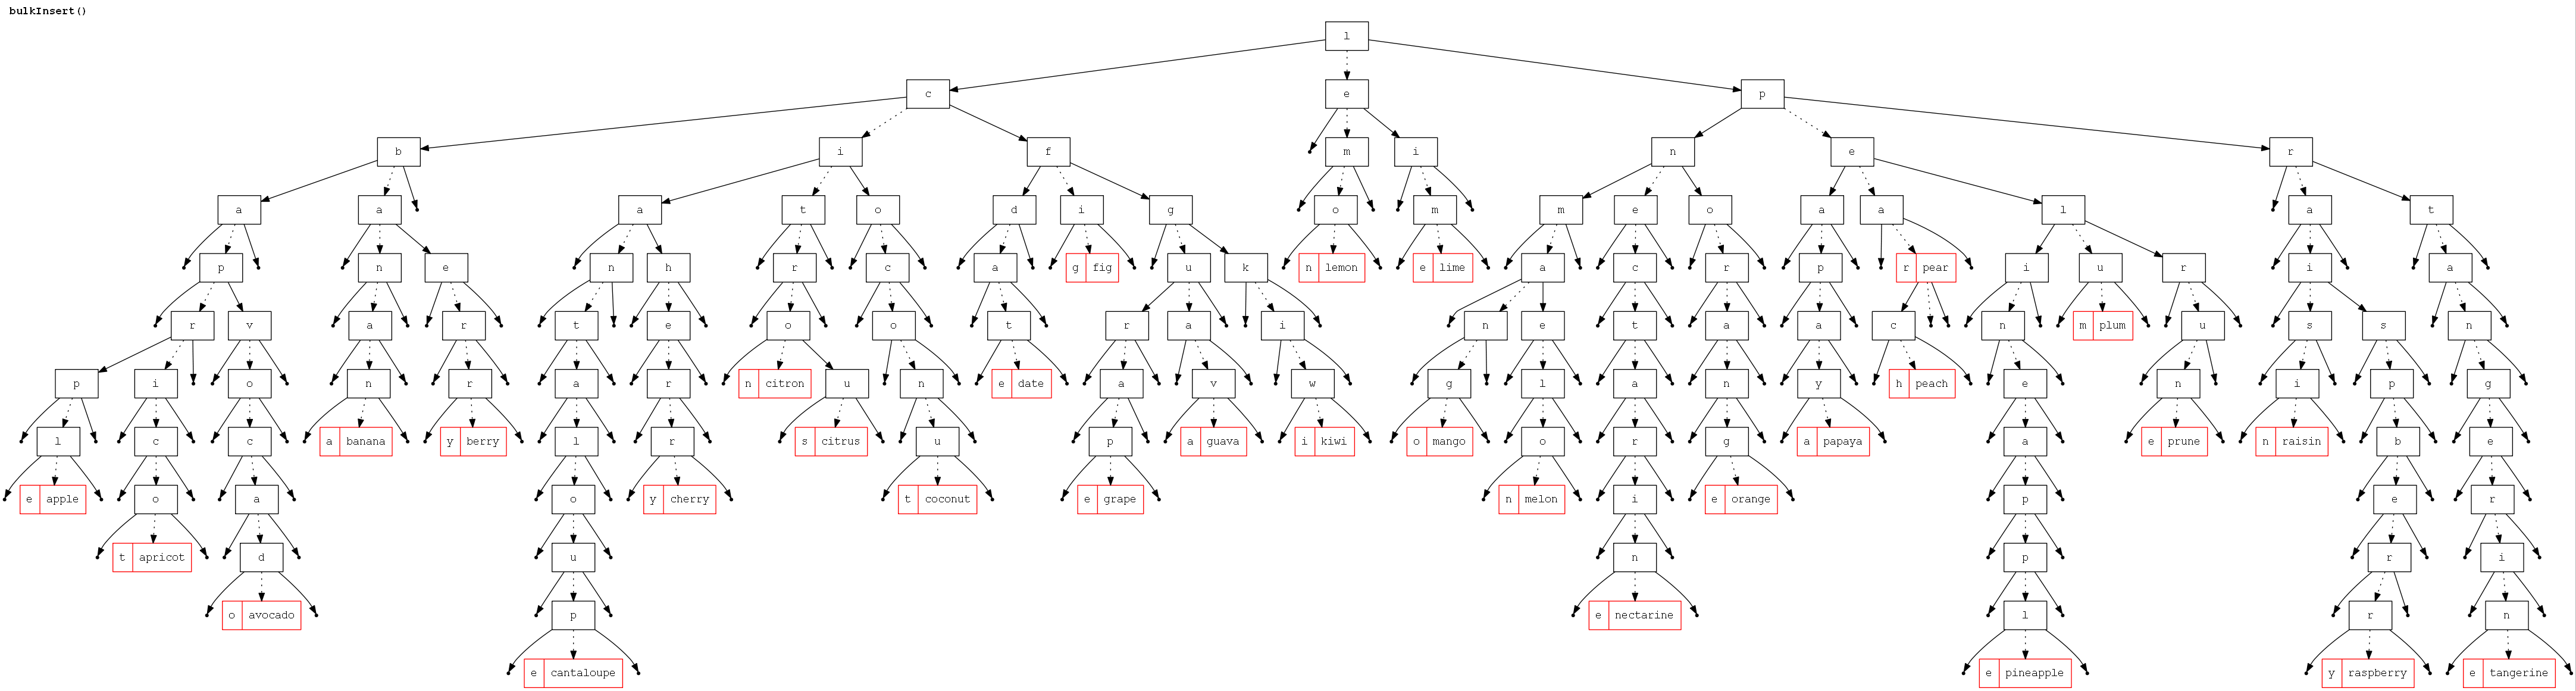 bulkInsert()
l
c e p
b i f m i n e r
a a a t o d i g o m m e o a a l a t
p n e n h r c a g fig u k n lemon e lime a c r p r pear i u r i a
r v a r t e o o t r a i n e t a a c n m plum u s s n
p i o n a r n citron u n e date a v w g l a n y h peach e n i p g
l c c a banana y berry l r s citrus u p a guava i kiwi o mango o r g a papaya a e prune n raisin b e
e apple o a o y cherry t coconut e grape n melon i e orange p e r
t apricot d u n p r i
o avocado p e nectarine l r n
e cantaloupe e pineapple y raspberry e tangerine